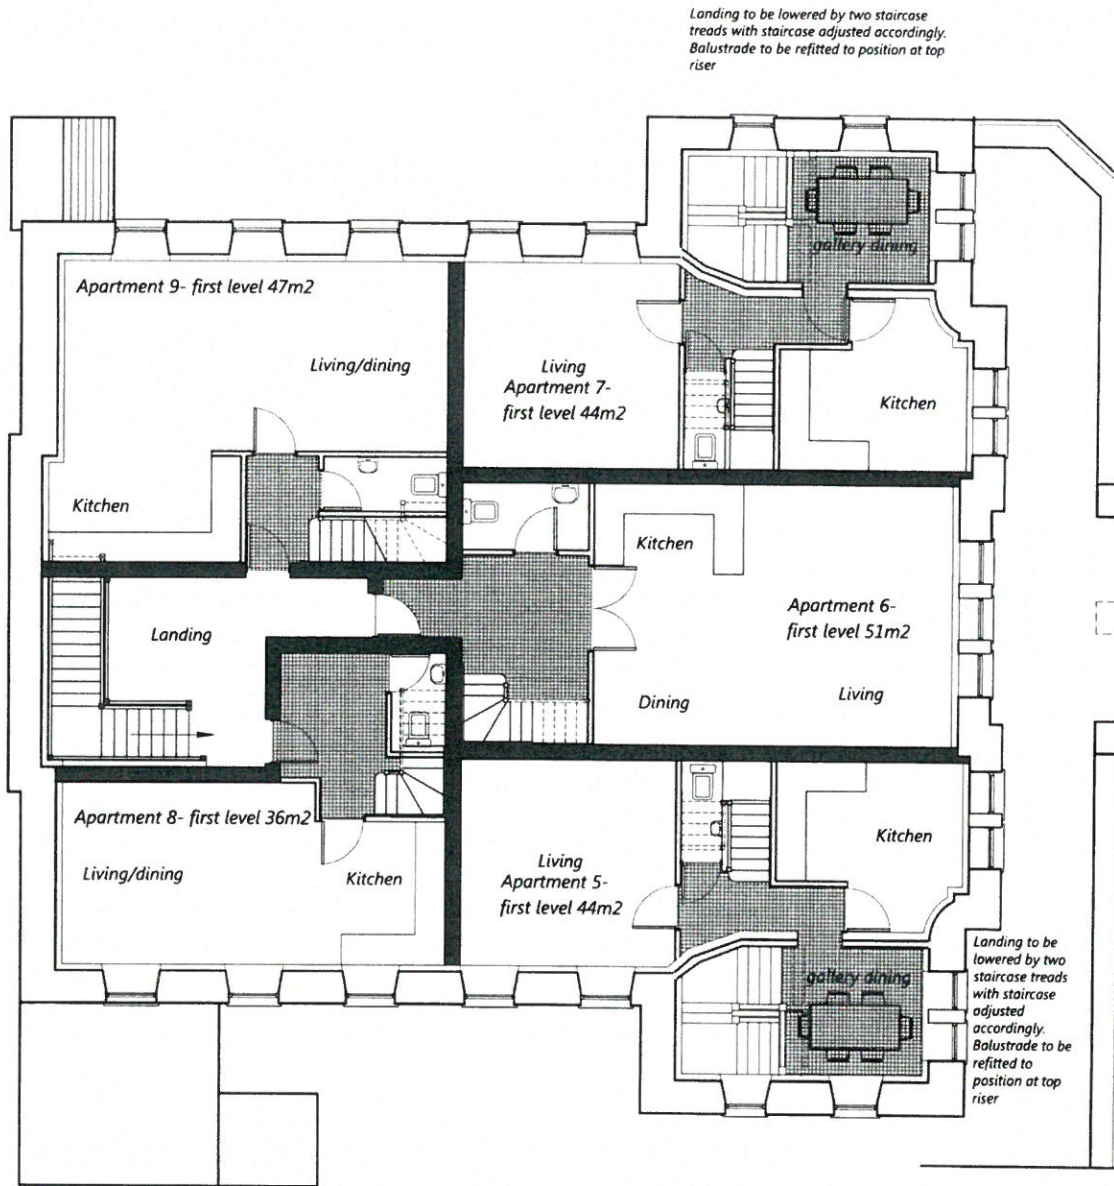 Landing to be lowered by two staircase
treads with staircase adjusted accordingly.
Balustrade to be refitted to position at top
riser
gallery dining
Apartment 9- first level 47m2
Living/dining
Kitchen
Living
Apartment 7-
first level 44m2
Kitchen
Kitchen
Apartment 6-
first level 51m2
Dining
Living
Landing
Apartment 8- first level 36m2
Living/dining
Kitchen
Living
Apartment 5-
first level 44m2
Kitchen
gallery dining
Landing to be
lowered by two
staircase treads
with staircase
adjusted
accordingly.
Balustrade to be
refitted to
position at top
riser